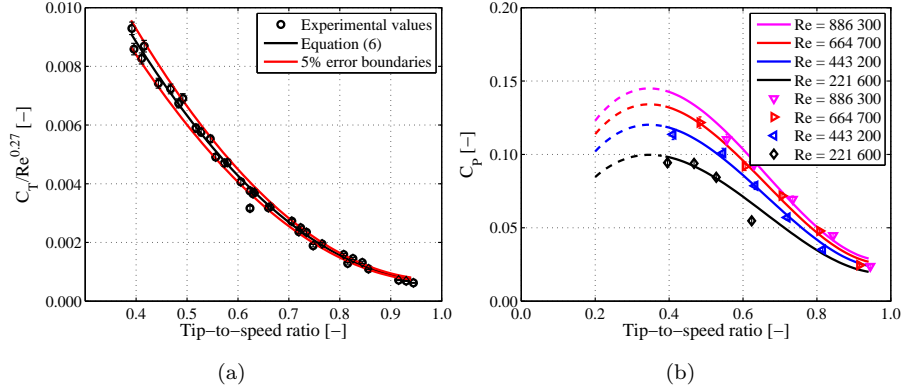 0.010
0.008
0.006
0.004
0.002
0.000
C_T/Re^0.27 [−]
Experimental values
Equation (6)
5% error boundaries
0.4 0.5 0.6 0.7 0.8 0.9 1
Tip−to−speed ratio [−]
(a)
0.20
0.15
0.10
0.05
0.00
C_P [−]
Re = 886 300
Re = 664 700
Re = 443 200
Re = 221 600
Re = 886 300
Re = 664 700
Re = 443 200
Re = 221 600
0.0 0.2 0.4 0.6 0.8 1.0
Tip−to−speed ratio [−]
(b)